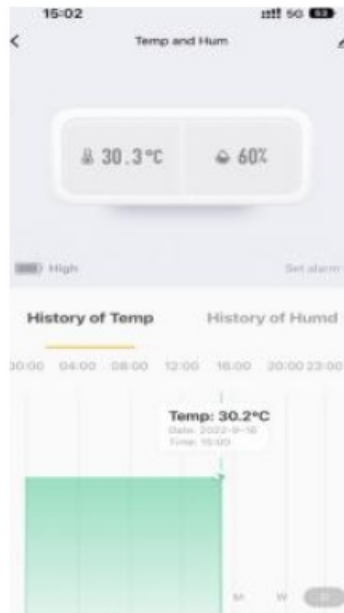 15:02 5G 53
Temp and Hum
30.3°C 60%
High Set alarm
History of Temp History of Humd
00:00 04:00 08:00 12:00 16:00 20:00 23:00
Temp: 30.2°C
Date: 2022-9-16
Time: 15:00
M W